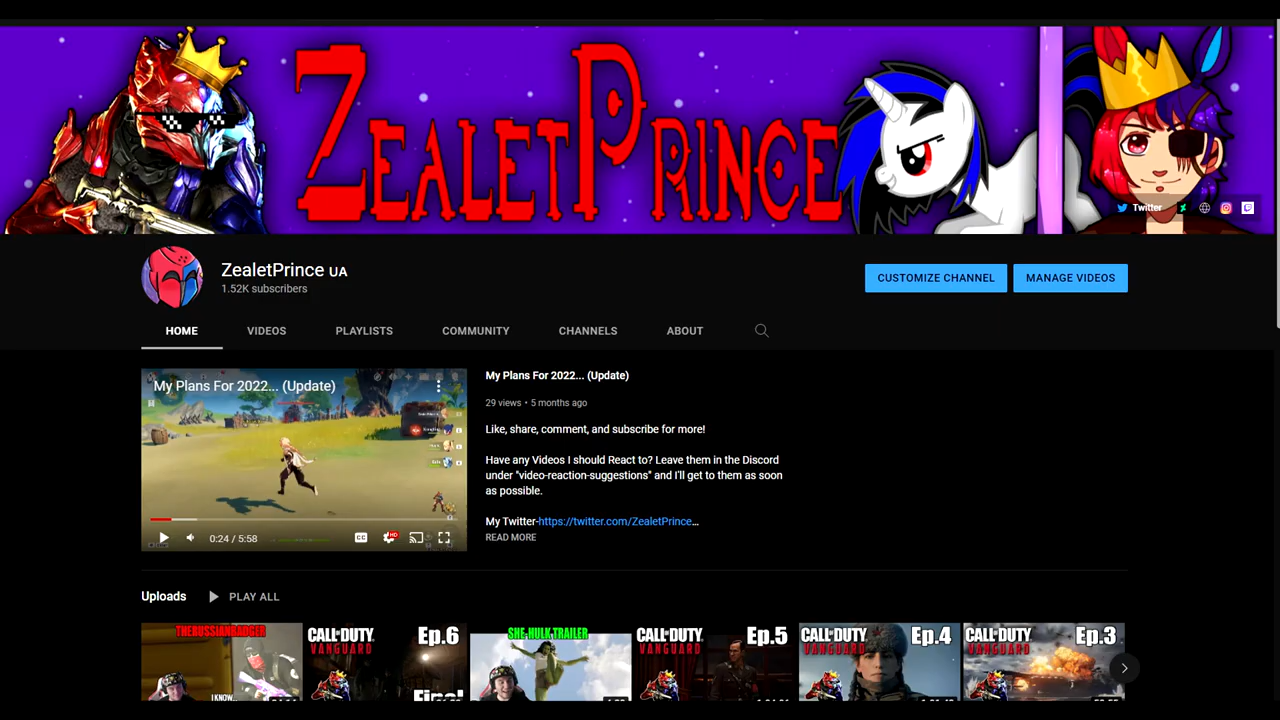 ZEALETPRINCE
Twitter
ZealetPrince UA
1.52K subscribers
CUSTOMIZE CHANNEL
MANAGE VIDEOS
HOME
VIDEOS
PLAYLISTS
COMMUNITY
CHANNELS
ABOUT
My Plans For 2022... (Update)
0:24 / 5:58
CC
HD
My Plans For 2022... (Update)
29 views • 5 months ago
Like, share, comment, and subscribe for more!
Have any Videos I should React to? Leave them in the Discord
under "video-reaction-suggestions" and I'll get to them as soon
as possible.
My Twitter-https://twitter.com/ZealetPrince...
READ MORE
Uploads
PLAY ALL
THERUSSIANBADGER
I KNOW...
CALL OF DUTY
VANGUARD
Ep.6
Final
SHE-HULK TRAILER
CALL OF DUTY
VANGUARD
Ep.5
CALL OF DUTY
VANGUARD
Ep.4
CALL OF DUTY
VANGUARD
Ep.3